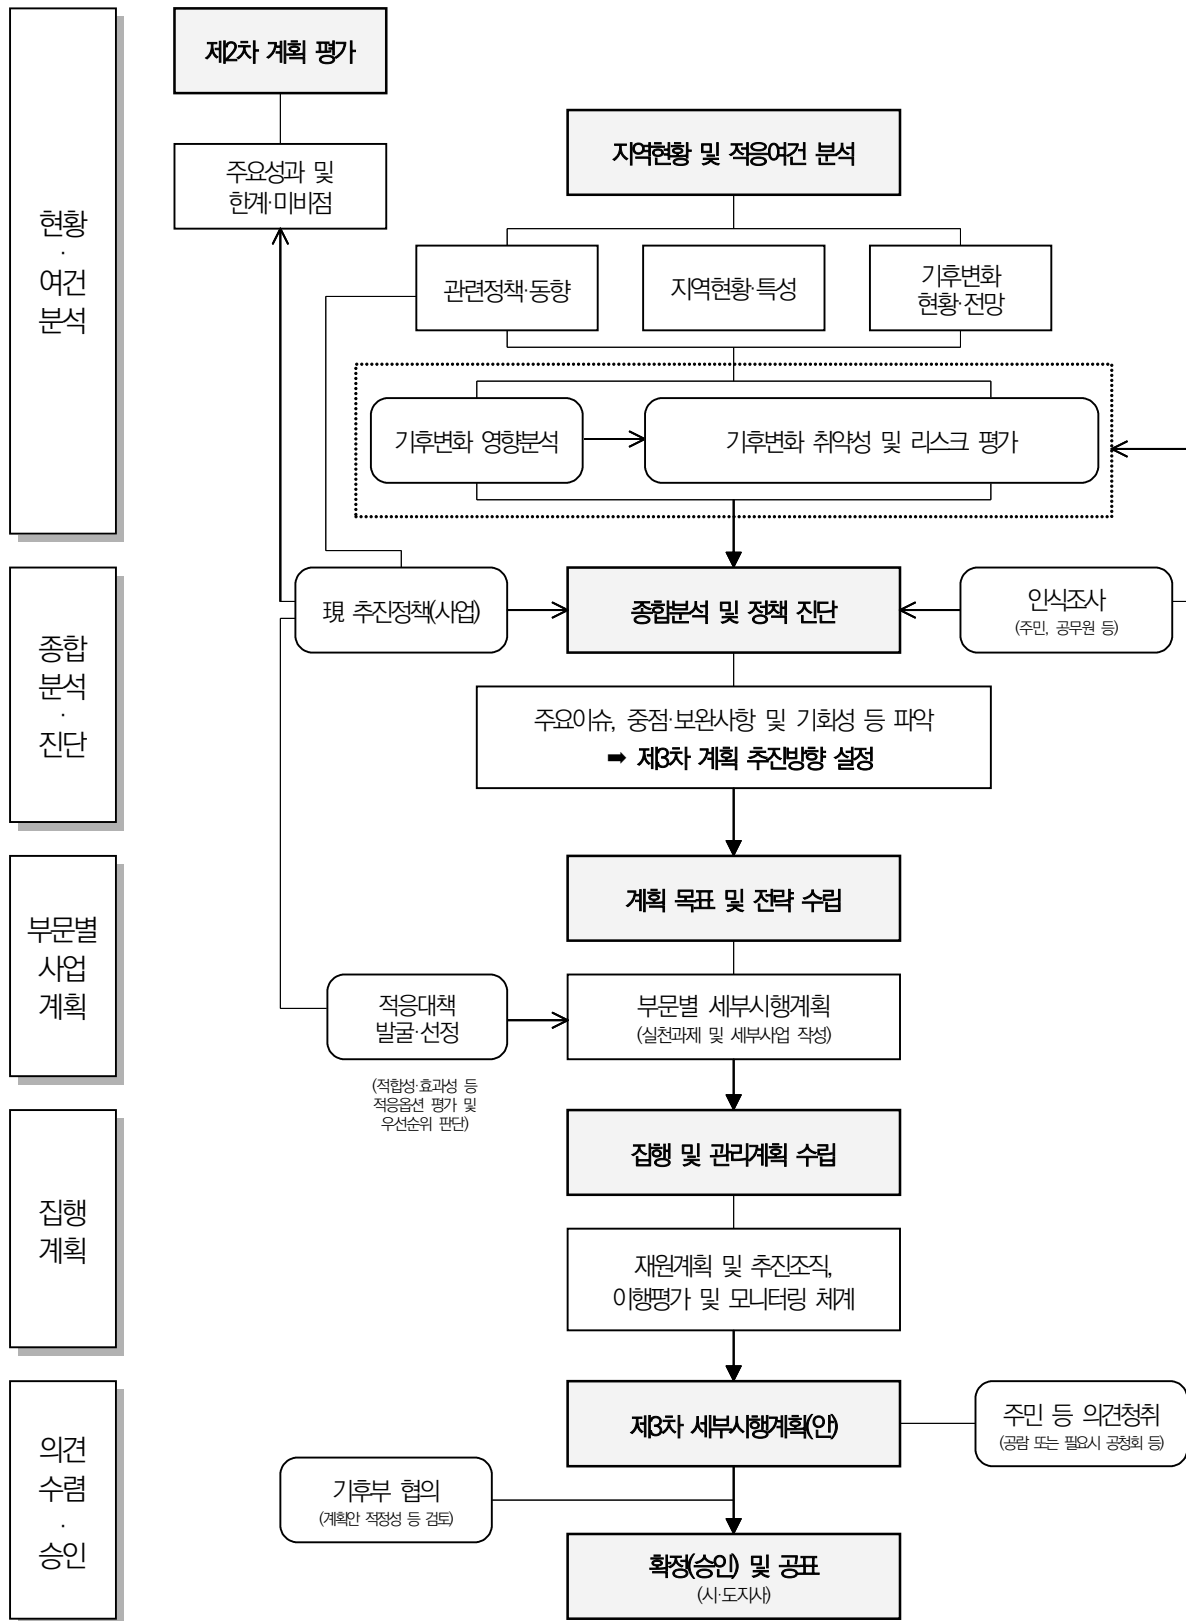 현황
·
여건
분석
제2차 계획 평가
주요성과 및
한계·미비점
지역현황 및 적응여건 분석
관련정책·동향
지역현황·특성
기후변화
현황·전망
기후변화 영향분석
기후변화 취약성 및 리스크 평가
종합
분석
·
진단
現 추진정책(사업)
종합분석 및 정책 진단
인식조사
(주민, 공무원 등)
주요이슈, 중점·보완사항 및 기회성 등 파악
➡ 제3차 계획 추진방향 설정
부문별
사업
계획
계획 목표 및 전략 수립
적응대책
발굴·선정
(적합성·효과성 등
적응옵션 평가 및
우선순위 판단)
부문별 세부시행계획
(실천과제 및 세부사업 작성)
집행
계획
집행 및 관리계획 수립
재원계획 및 추진조직,
이행평가 및 모니터링 체계
의견
수렴
·
승인
제3차 세부시행계획(안)
주민 등 의견청취
(공람 또는 필요시 공청회 등)
기후부 협의
(계획안 적정성 등 검토)
확정(승인) 및 공표
(시·도지사)